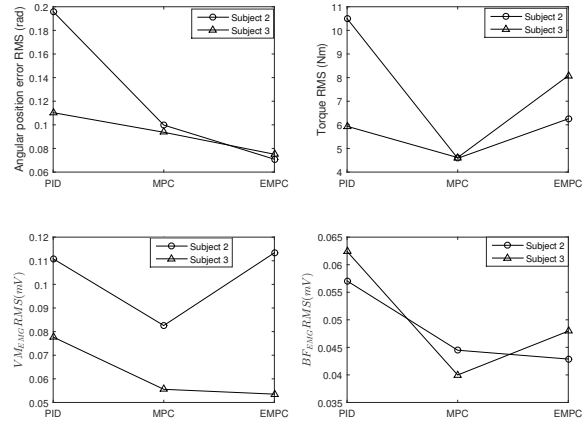 Angular position error RMS (rad)
0.2
0.18
0.16
0.14
0.12
0.1
0.08
0.06
PID
MPC
EMPC
Subject 2
Subject 3
Torque RMS (Nm)
11
10
9
8
7
6
5
4
PID
MPC
EMPC
Subject 2
Subject 3
VM_EMG RMS(mV)
0.12
0.11
0.1
0.09
0.08
0.07
0.06
0.05
PID
MPC
EMPC
Subject 2
Subject 3
BF_EMG RMS(mV)
0.065
0.06
0.055
0.05
0.045
0.04
0.035
PID
MPC
EMPC
Subject 2
Subject 3